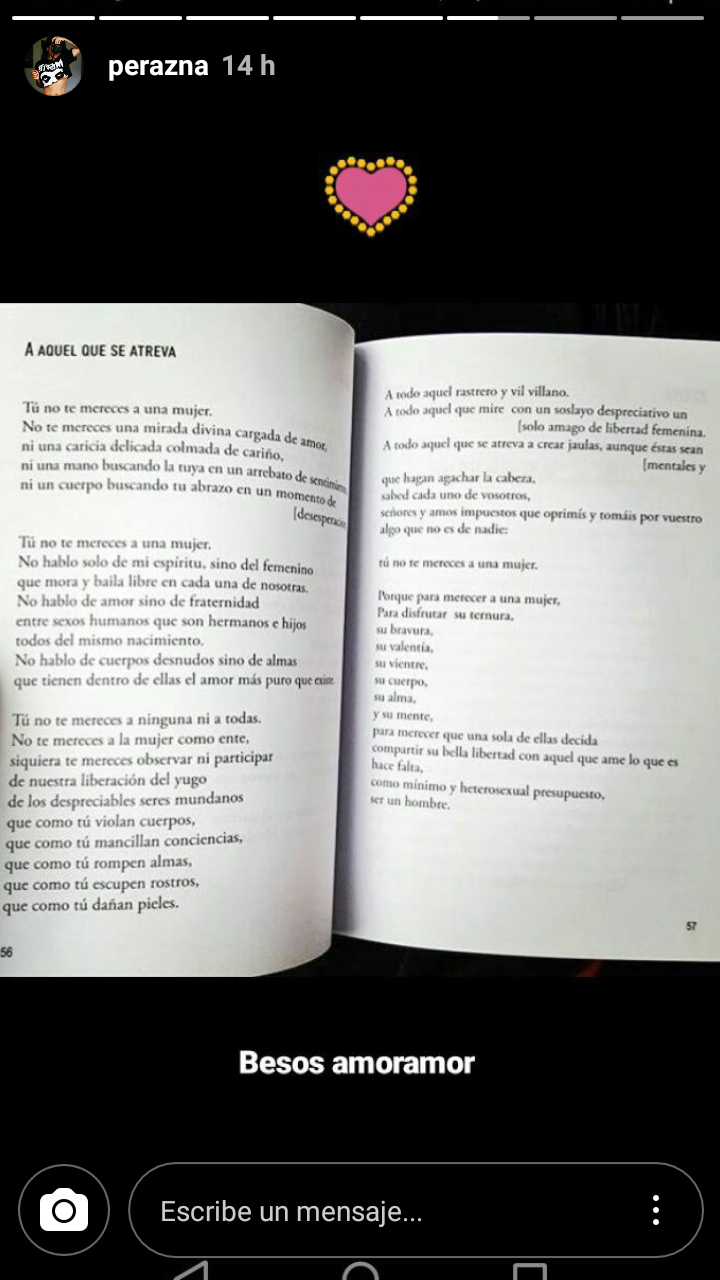 perazna 14 h
A AQUEL QUE SE ATREVA
Tú no te mereces a una mujer.
No te mereces una mirada divina cargada de amor,
ni una caricia delicada colmada de cariño,
ni una mano buscando la tuya en un arrebato de
ni un cuerpo buscando tu abrazo en un momento de
Tú no te mereces a una mujer.
No hablo solo de mi espíritu, sino del femenino
que mora y baila libre en cada una de nosotras.
No hablo de amor sino de fraternidad
entre sexos humanos que son hermanos e hijos
todos del mismo nacimiento.
No hablo de cuerpos desnudos sino de almas
que tienen dentro de ellas el amor más puro que existe.
Tú no te mereces a ninguna ni a todas.
No te mereces a la mujer como ente,
siquiera te mereces observar ni participar
de nuestra liberación del yugo
de los despreciables seres mundanos
que como tú violan cuerpos,
que como tú mancillan conciencias,
que como tú rompen almas,
que como tú escupen rostros,
que como tú dañan pieles.
56
A todo aquel rastrero y vil villano.
A todo aquel que mire con un soslayo despreciativo un
[solo amago de libertad femenina.
A todo aquel que se atreva a crear jaulas, aunque éstas sean
[mentales y
que hagan agachar la cabeza,
sabed cada uno de vosotros,
señores y amos impuestos que oprimís y tomáis por vuestro
algo que no es de nadie:
tú no te mereces a una mujer.
Porque para merecer a una mujer,
Para disfrutar su ternura,
su bravura,
su valentía,
su vientre,
su cuerpo,
su alma,
y su mente,
para merecer que una sola de ellas decida
compartir su bella libertad con aquel que ame lo que es
hace falta,
como mínimo y heterosexual presupuesto,
ser un hombre.
57
Besos amoramor
Escribe un mensaje...